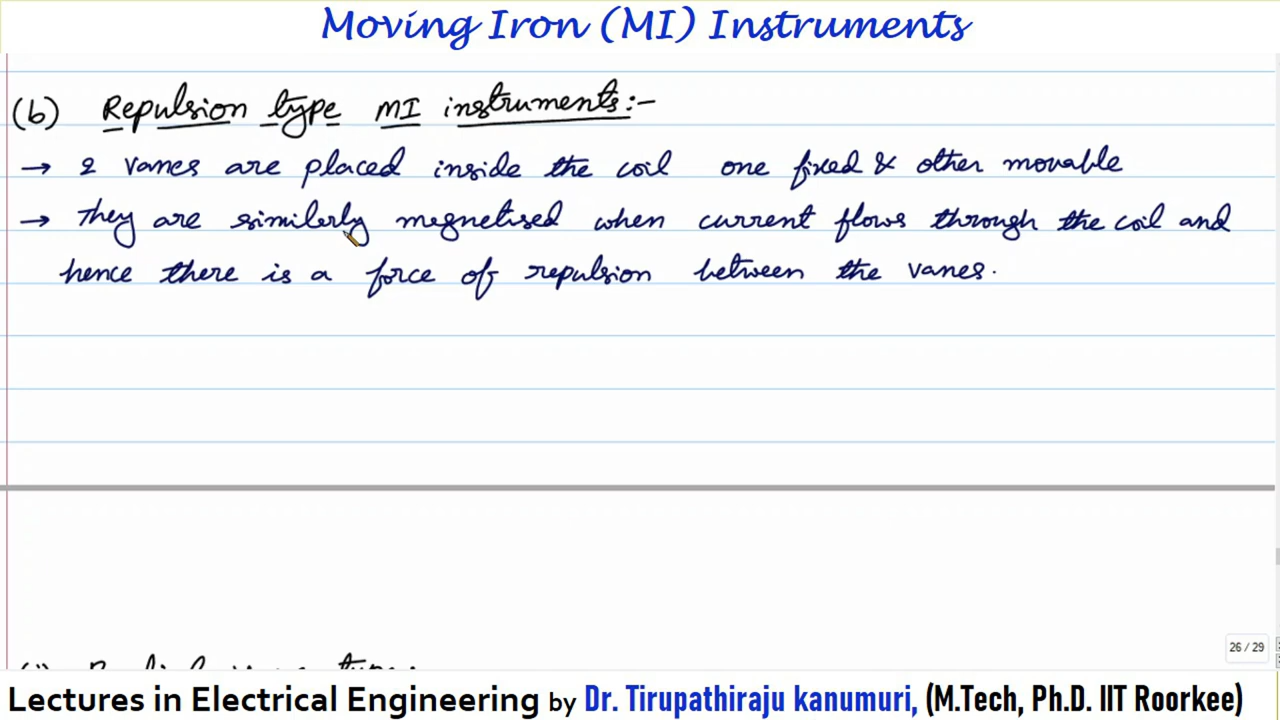 Moving Iron (MI) Instruments
(b) Repulsion type MI instruments:-
→ 2 vanes are placed inside the coil one fixed & other movable
→ They are similerly megnetised when current flows through the coil and
hence there is a force of repulsion between the vanes.
26 / 29
Lectures in Electrical Engineering by Dr. Tirupathiraju kanumuri, (M.Tech, Ph.D. IIT Roorkee)